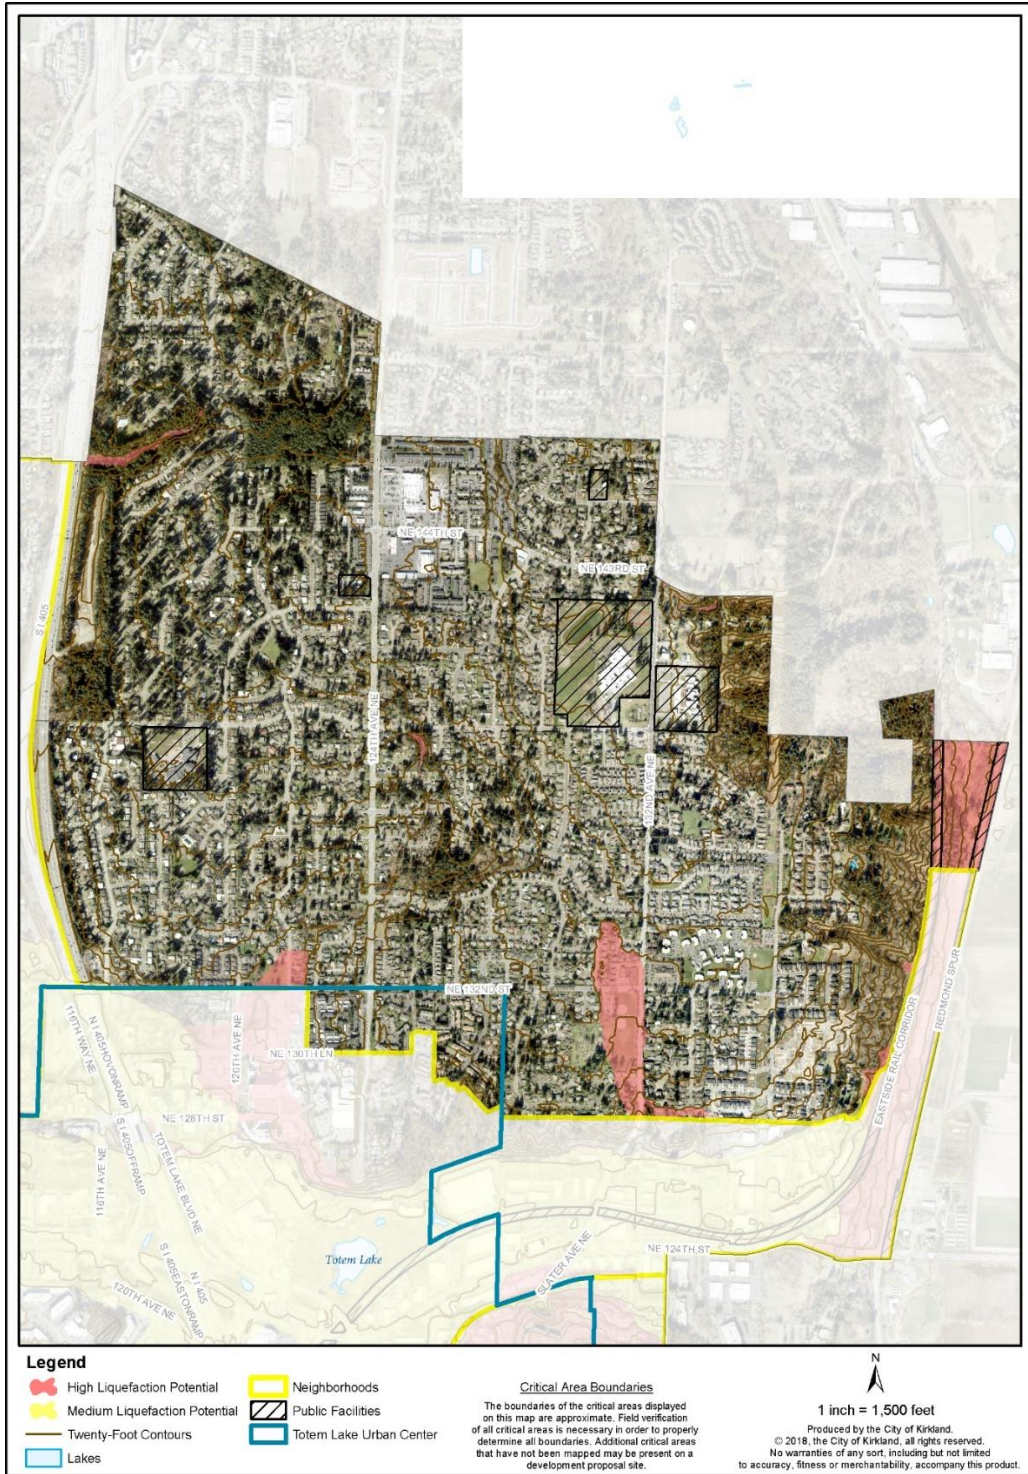 NE 144TH ST
NE 143RD ST
S I 405
124TH AVE NE
132ND AVE NE
NE 132ND ST
116TH WAY NE
N I 405HOVONRAMP
120TH AVE NE
NE 130TH LN
EASTSIDE RAIL CORRIDOR
REDMOND SPUR
NE 128TH ST
S I 405OFFRAMP
TOTEM LAKE BLVD NE
116TH AVE NE
Totem Lake
NE 124TH ST
SLATER AVE NE
S I 405EASTONRAMP
N I 405
120TH AVE NE
Legend
High Liquefaction Potential
Medium Liquefaction Potential
Twenty-Foot Contours
Lakes
Neighborhoods
Public Facilities
Totem Lake Urban Center
Critical Area Boundaries
The boundaries of the critical areas displayed
on this map are approximate. Field verification
of all critical areas is necessary in order to properly
determine all boundaries. Additional critical areas
that have not been mapped may be present on a
development proposal site.
N
1 inch = 1,500 feet
Produced by the City of Kirkland.
© 2018, the City of Kirkland, all rights reserved.
No warranties of any sort, including but not limited
to accuracy, fitness or merchantability, accompany this product.